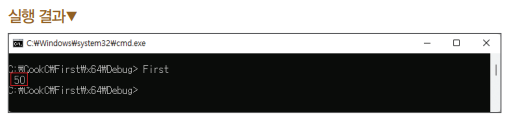 실행 결과▼
C:₩Windows₩system32₩cmd.exe
C:₩CookC₩First₩x64₩Debug> First
50
C:₩CookC₩First₩x64₩Debug>